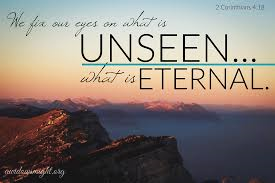 2 Corinthians 4:18
We fix our eyes on what is
UNSEEN...
what is ETERNAL.